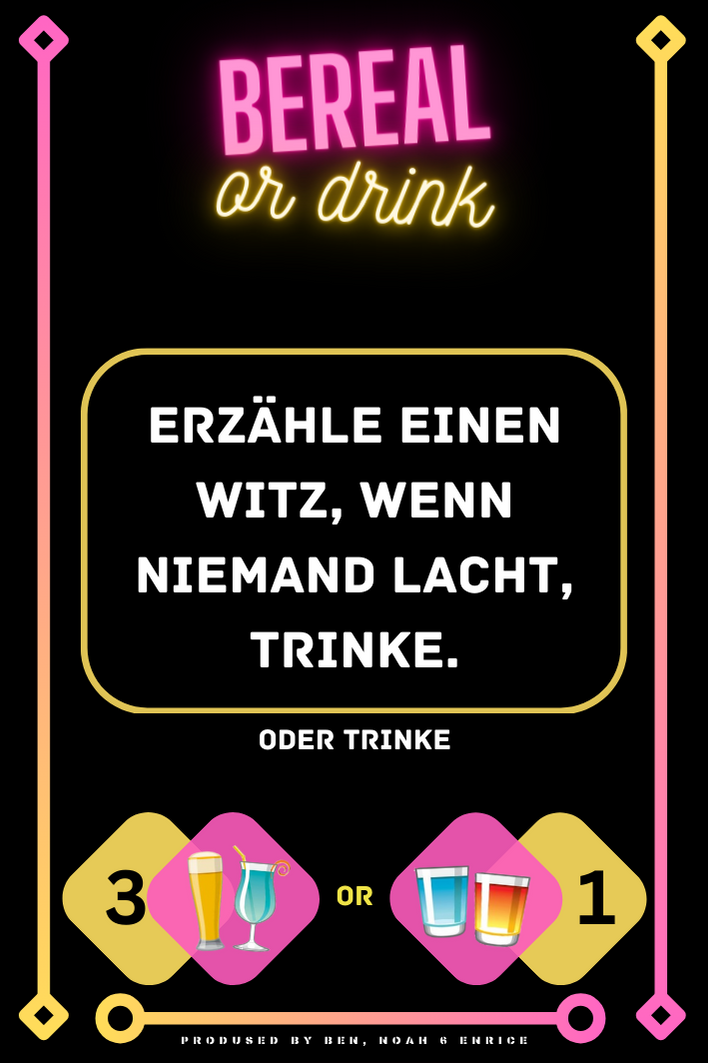 BEREAL
or drink
ERZÄHLE EINEN
WITZ, WENN
NIEMAND LACHT,
TRINKE.
ODER TRINKE
3 OR 1
PRODUSED BY BEN, NOAH 6 ENRICE